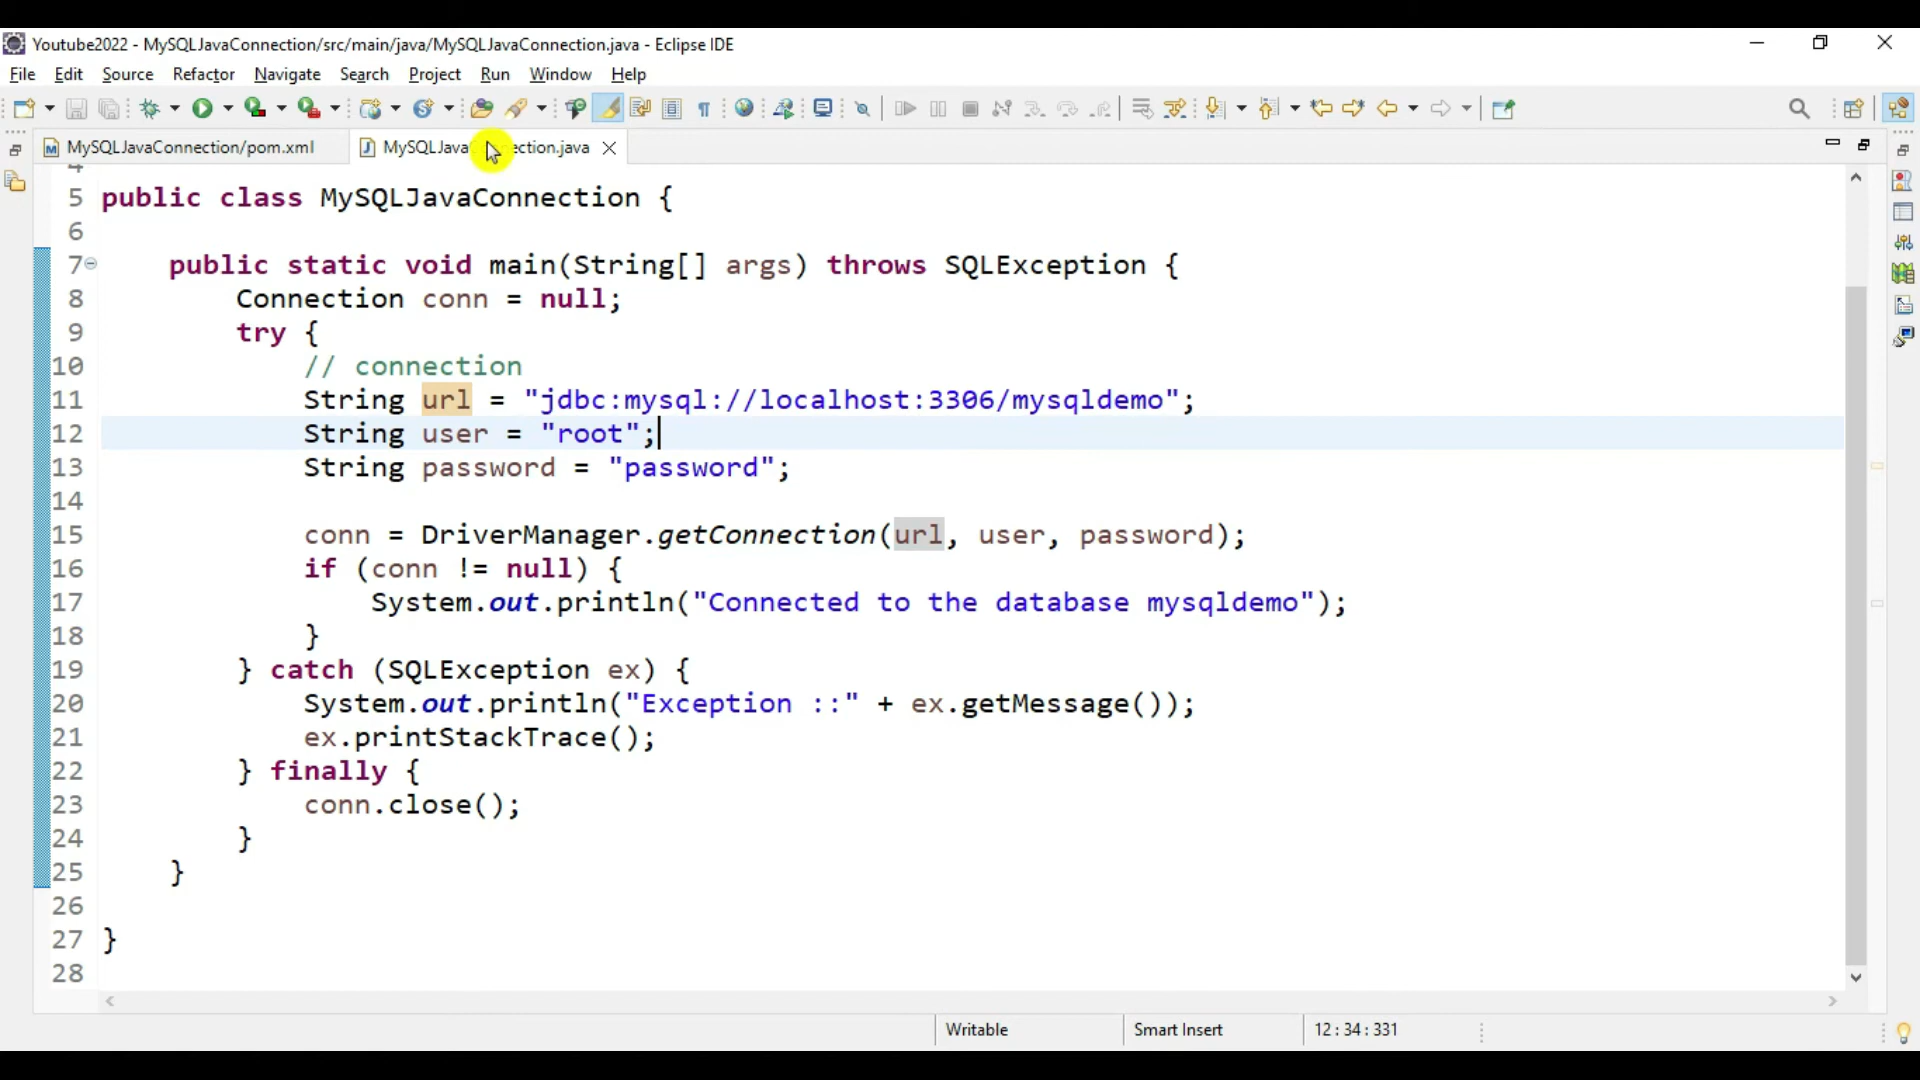 Youtube2022 - MySQLJavaConnection/src/main/java/MySQLJavaConnection.java - Eclipse IDE
File Edit Source Refactor Navigate Search Project Run Window Help
MySQLJavaConnection/pom.xml MySQLJava ection.java
5 public class MySQLJavaConnection {
6
7 public static void main(String[] args) throws SQLException {
8 Connection conn = null;
9 try {
10 // connection
11 String url = "jdbc:mysql://localhost:3306/mysqldemo";
12 String user = "root";
13 String password = "password";
14
15 conn = DriverManager.getConnection(url, user, password);
16 if (conn != null) {
17 System.out.println("Connected to the database mysqldemo");
18 }
19 } catch (SQLException ex) {
20 System.out.println("Exception ::" + ex.getMessage());
21 ex.printStackTrace();
22 } finally {
23 conn.close();
24 }
25 }
26
27 }
28
Writable Smart Insert 12 : 34 : 331